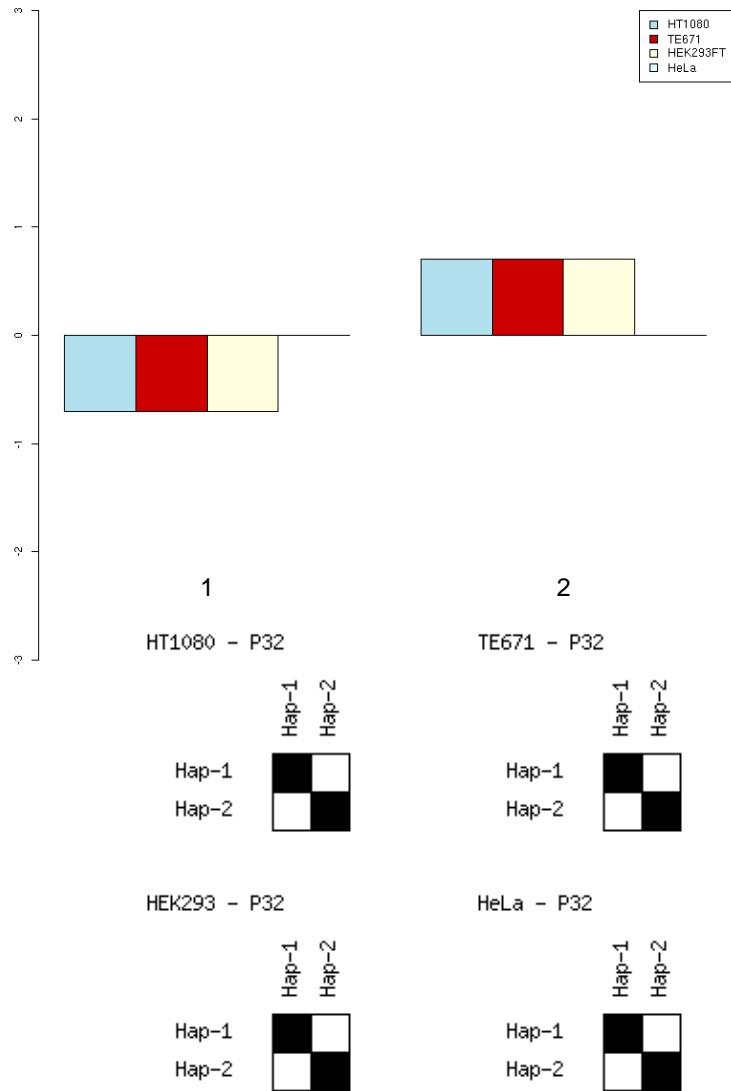 3
2
1
0
-1
-2
-3
HT1080
TE671
HEK293FT
HeLa
1
2
HT1080 - P32
Hap-1
Hap-2
Hap-1
Hap-2
TE671 - P32
Hap-1
Hap-2
Hap-1
Hap-2
HEK293 - P32
Hap-1
Hap-2
Hap-1
Hap-2
HeLa - P32
Hap-1
Hap-2
Hap-1
Hap-2